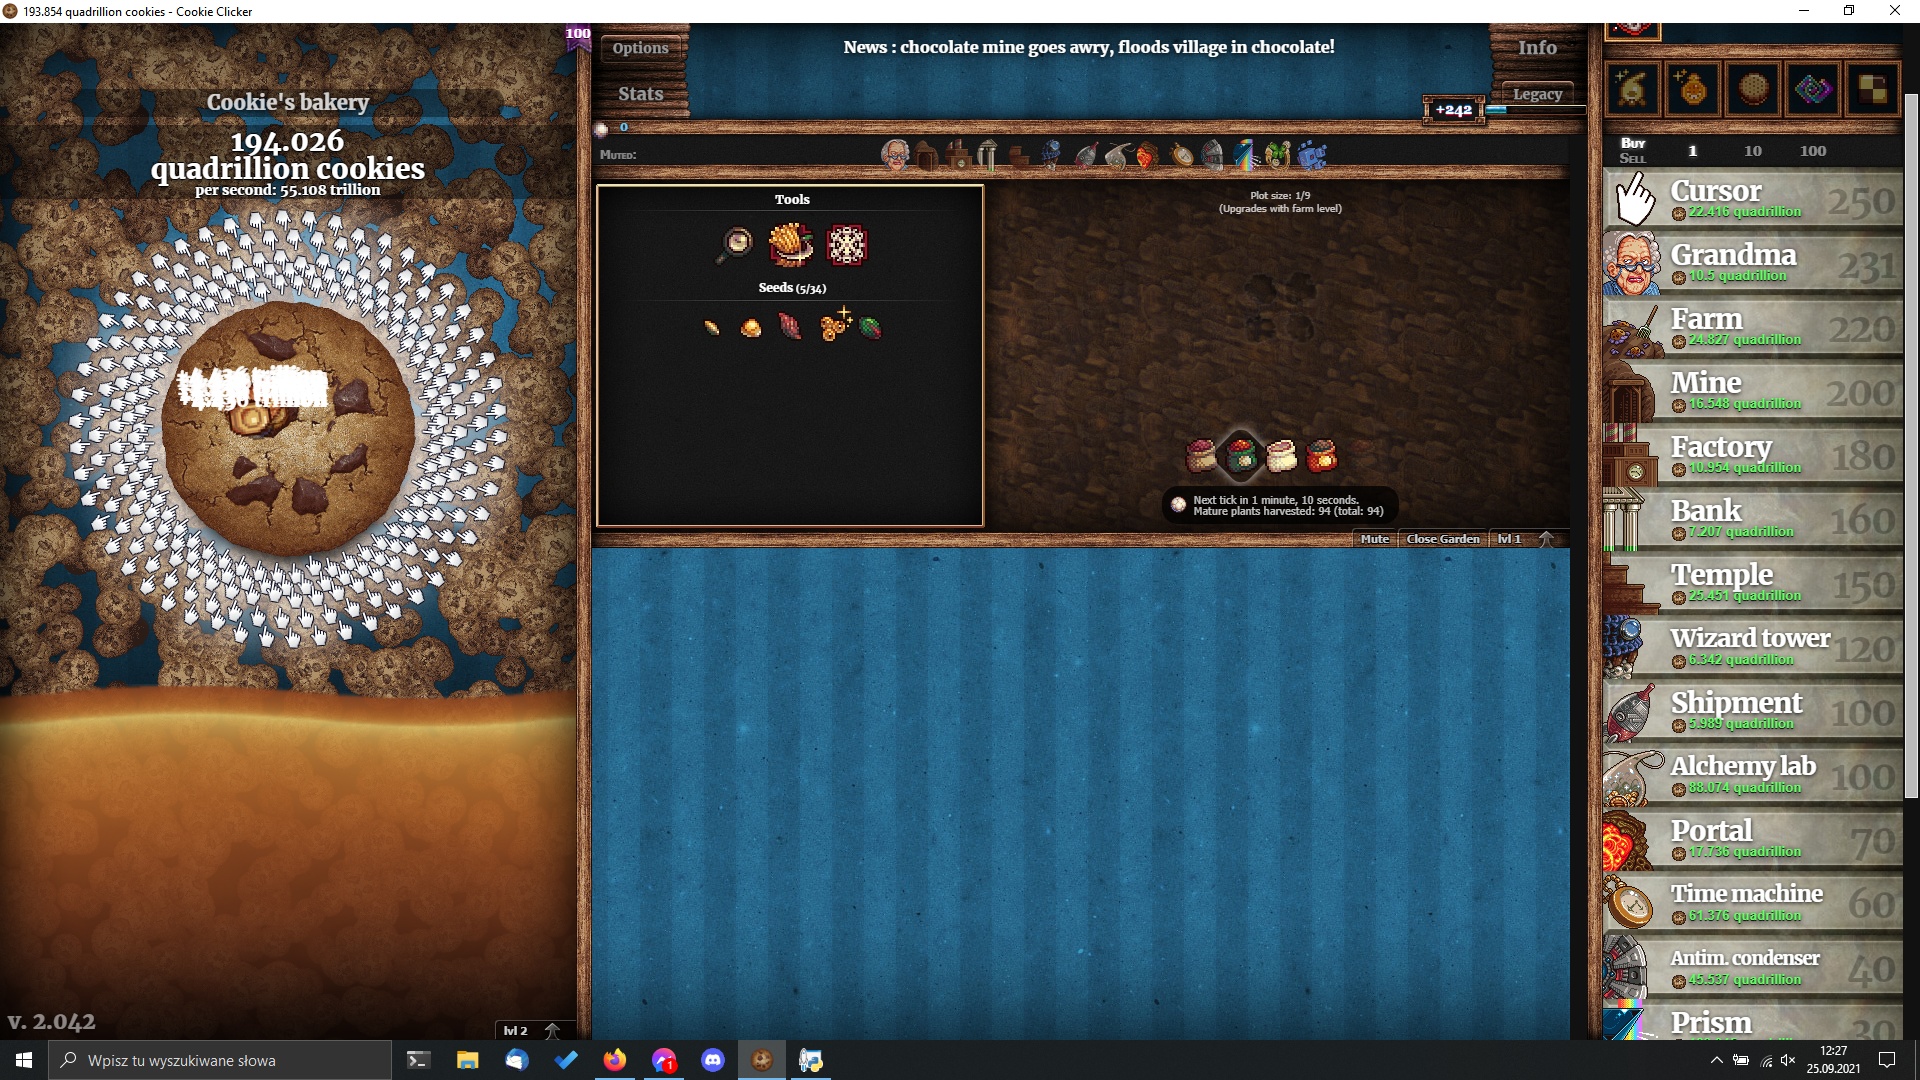 193.854 quadrillion cookies - Cookie Clicker
100
Options
News : chocolate mine goes awry, floods village in chocolate!
Info
Stats
+242
Legacy
Cookie's bakery
194.026
quadrillion cookies
per second: 55.108 trillion
0
Muted:
Tools
Seeds (5/34)
Plot size: 1/9
(Upgrades with farm level)
Next tick in 1 minute, 10 seconds.
Mature plants harvested: 94 (total: 94)
Mute
Close Garden
lvl 1
Buy
Sell
1
10
100
Cursor
22.416 quadrillion
250
Grandma
10.5 quadrillion
231
Farm
24.827 quadrillion
220
Mine
16.548 quadrillion
200
Factory
10.954 quadrillion
180
Bank
7.207 quadrillion
160
Temple
25.451 quadrillion
150
Wizard tower
6.342 quadrillion
120
Shipment
5.989 quadrillion
100
Alchemy lab
88.074 quadrillion
100
Portal
17.736 quadrillion
70
Time machine
61.376 quadrillion
60
Antim. condenser
45.537 quadrillion
40
Prism
30
v. 2.042
lvl 2
Wpisz tu wyszukiwane słowa
1
12:27
25.09.2021